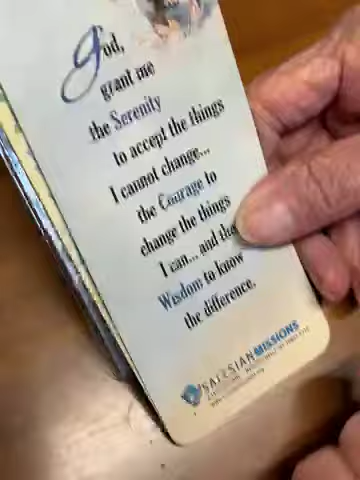 God,
grant me
the Serenity
to accept the things
I cannot change...
the Courage to
change the things
I can... and the
Wisdom to know
the difference.
SALESIAN MISSIONS